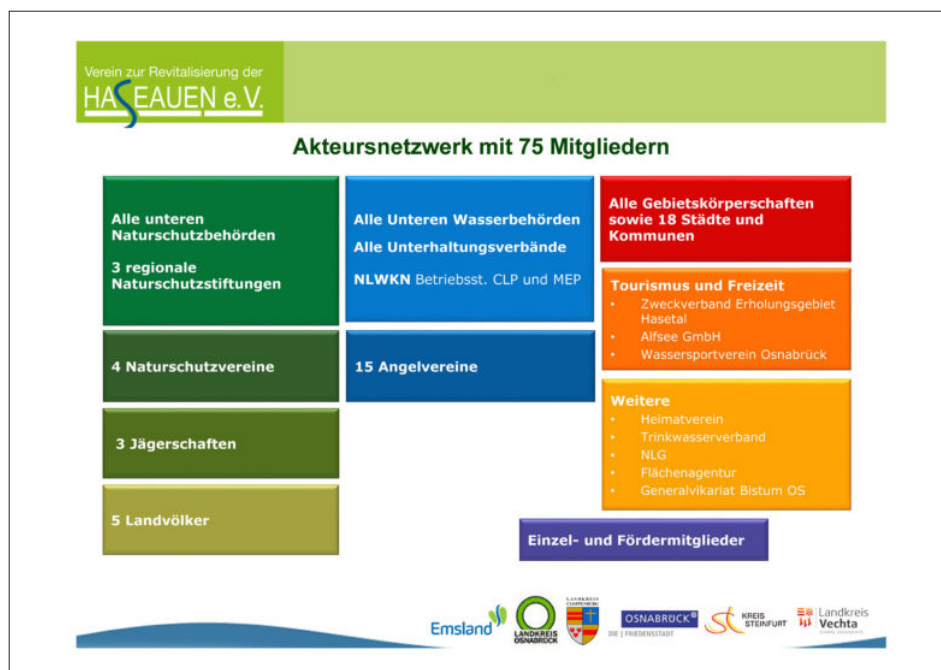 Verein zur Revitalisierung der
HASEAUEN e.V.
Akteursnetzwerk mit 75 Mitgliedern
Alle unteren
Naturschutzbehörden
3 regionale
Naturschutzstiftungen
4 Naturschutzvereine
3 Jägerschaften
5 Landvölker
Alle Unteren Wasserbehörden
Alle Unterhaltungsverbände
NLWKN Betriebsst. CLP und MEP
15 Angelvereine
Alle Gebietskörperschaften
sowie 18 Städte und
Kommunen
Tourismus und Freizeit
• Zweckverband Erholungsgebiet
Hasetal
• Alfsee GmbH
• Wassersportverein Osnabrück
Weitere
• Heimatverein
• Trinkwasserverband
• NLG
• Flächenagentur
• Generalvikariat Bistum OS
Einzel- und Fördermitglieder
Emsland
LANDKREIS
OSNABRÜCK
LANDKREIS
CLOPPENBURG
OSNABRÜCK®
DIE | FRIEDENSSTADT
KREIS
STEINFURT
Landkreis
Vechta